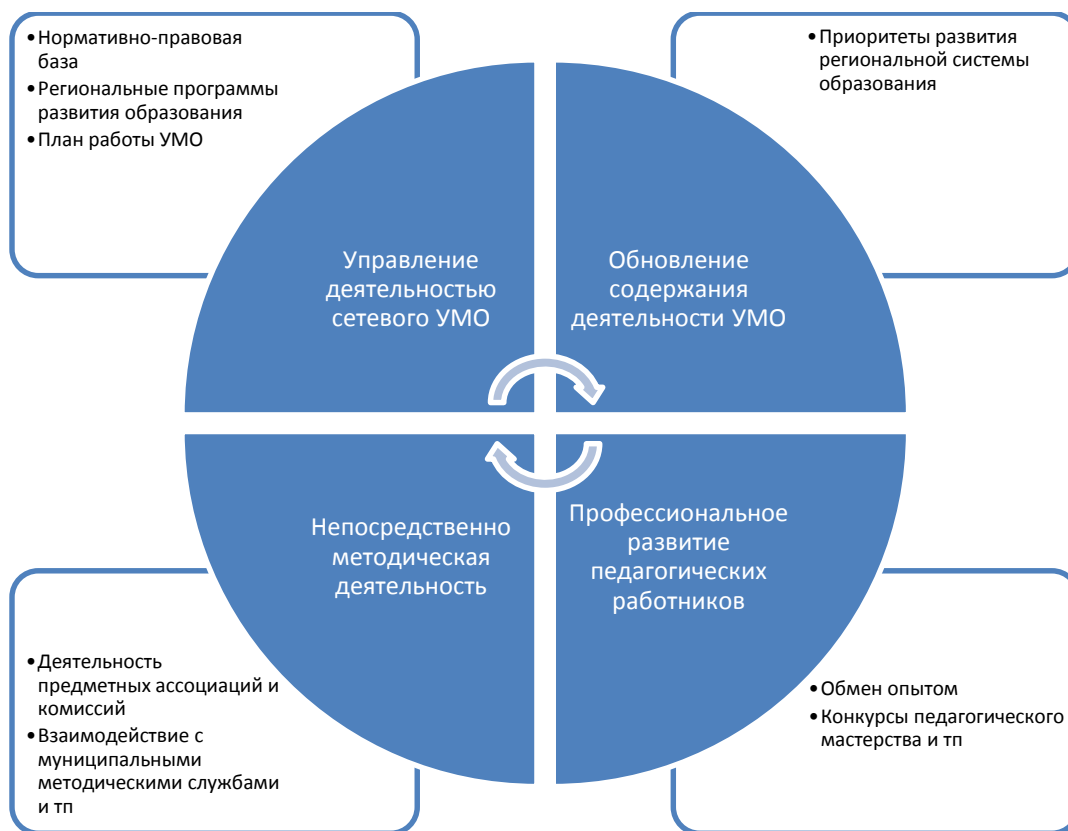 •Нормативно-правовая
база
•Региональные программы
развития образования
•План работы УМО
•Приоритеты развития
региональной системы
образования
Управление
деятельностью
сетевого УМО
Обновление
содержания
деятельности УМО
Непосредственно
методическая
деятельность
Профессиональное
развитие
педагогических
работников
•Деятельность
предметных ассоциаций и
комиссий
•Взаимодействие с
муниципальными
методическими службами
и тп
•Обмен опытом
•Конкурсы педагогического
мастерства и тп